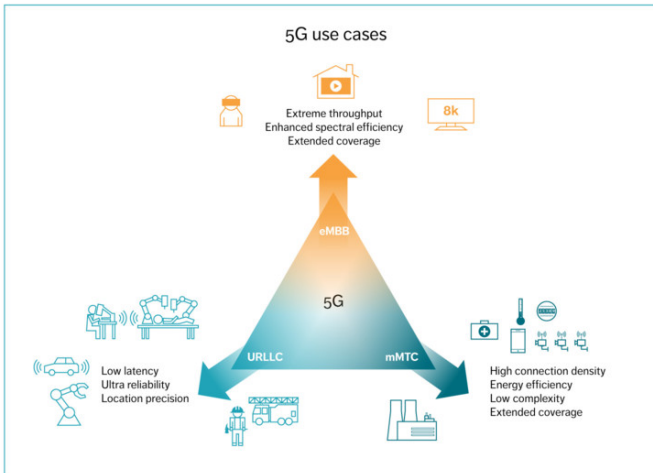 5G use cases
8k
Extreme throughput
Enhanced spectral efficiency
Extended coverage
eMBB
5G
URLLC
mMTC
Low latency
Ultra reliability
Location precision
High connection density
Energy efficiency
Low complexity
Extended coverage